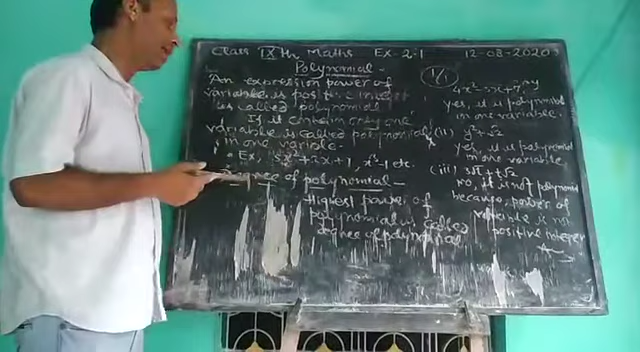 Class IX th Maths Ex-2.1 12-08-2020
Polynomial-
An expression power of
variable is positive integer
is called polynomial
If it contain only one
variable is called polynomial
in one variable-
Ex. 5x²+3x+1, x²-1 etc.
of polynomial-
Highest power of
polynomial is called
degree of polynomial
4x²-3x+7,
yes, it is polynomial
in one variable.
(ii) y²+√2
yes, it is polynomial
in one variable,
(iii) 3√t+t√2
no, it is not polynomial
because, power of
variable is not
positive integer